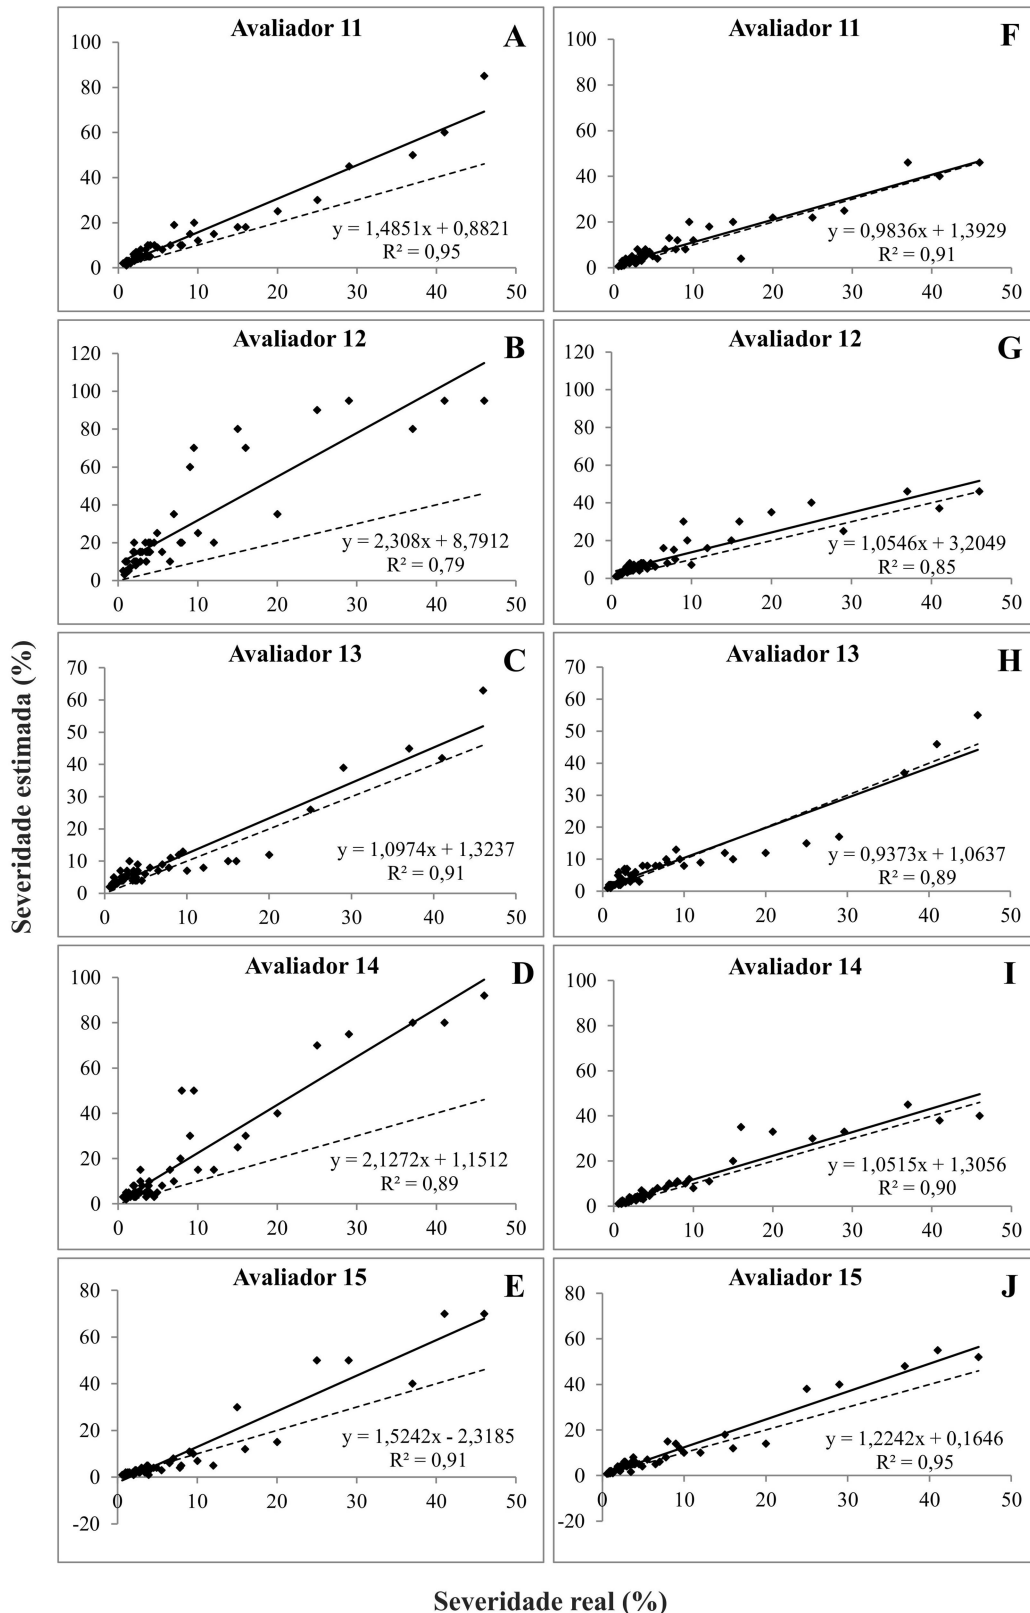 Avaliador 11
A
100
80
60
40
20
0
y = 1,4851x + 0,8821
R² = 0,95
0 10 20 30 40 50
Avaliador 11
F
100
80
60
40
20
0
y = 0,9836x + 1,3929
R² = 0,91
0 10 20 30 40 50
Avaliador 12
B
120
100
80
60
40
20
0
y = 2,308x + 8,7912
R² = 0,79
0 10 20 30 40 50
Avaliador 12
G
120
100
80
60
40
20
0
y = 1,0546x + 3,2049
R² = 0,85
0 10 20 30 40 50
Avaliador 13
C
70
60
50
40
30
20
10
0
y = 1,0974x + 1,3237
R² = 0,91
0 10 20 30 40 50
Avaliador 13
H
70
60
50
40
30
20
10
0
y = 0,9373x + 1,0637
R² = 0,89
0 10 20 30 40 50
Avaliador 14
D
100
80
60
40
20
0
y = 2,1272x + 1,1512
R² = 0,89
0 10 20 30 40 50
Avaliador 14
I
100
80
60
40
20
0
y = 1,0515x + 1,3056
R² = 0,90
0 10 20 30 40 50
Avaliador 15
E
80
60
40
20
0
-20
y = 1,5242x - 2,3185
R² = 0,91
0 10 20 30 40 50
Avaliador 15
J
80
60
40
20
0
-20
y = 1,2242x + 0,1646
R² = 0,95
0 10 20 30 40 50
Severidade estimada (%)
Severidade real (%)